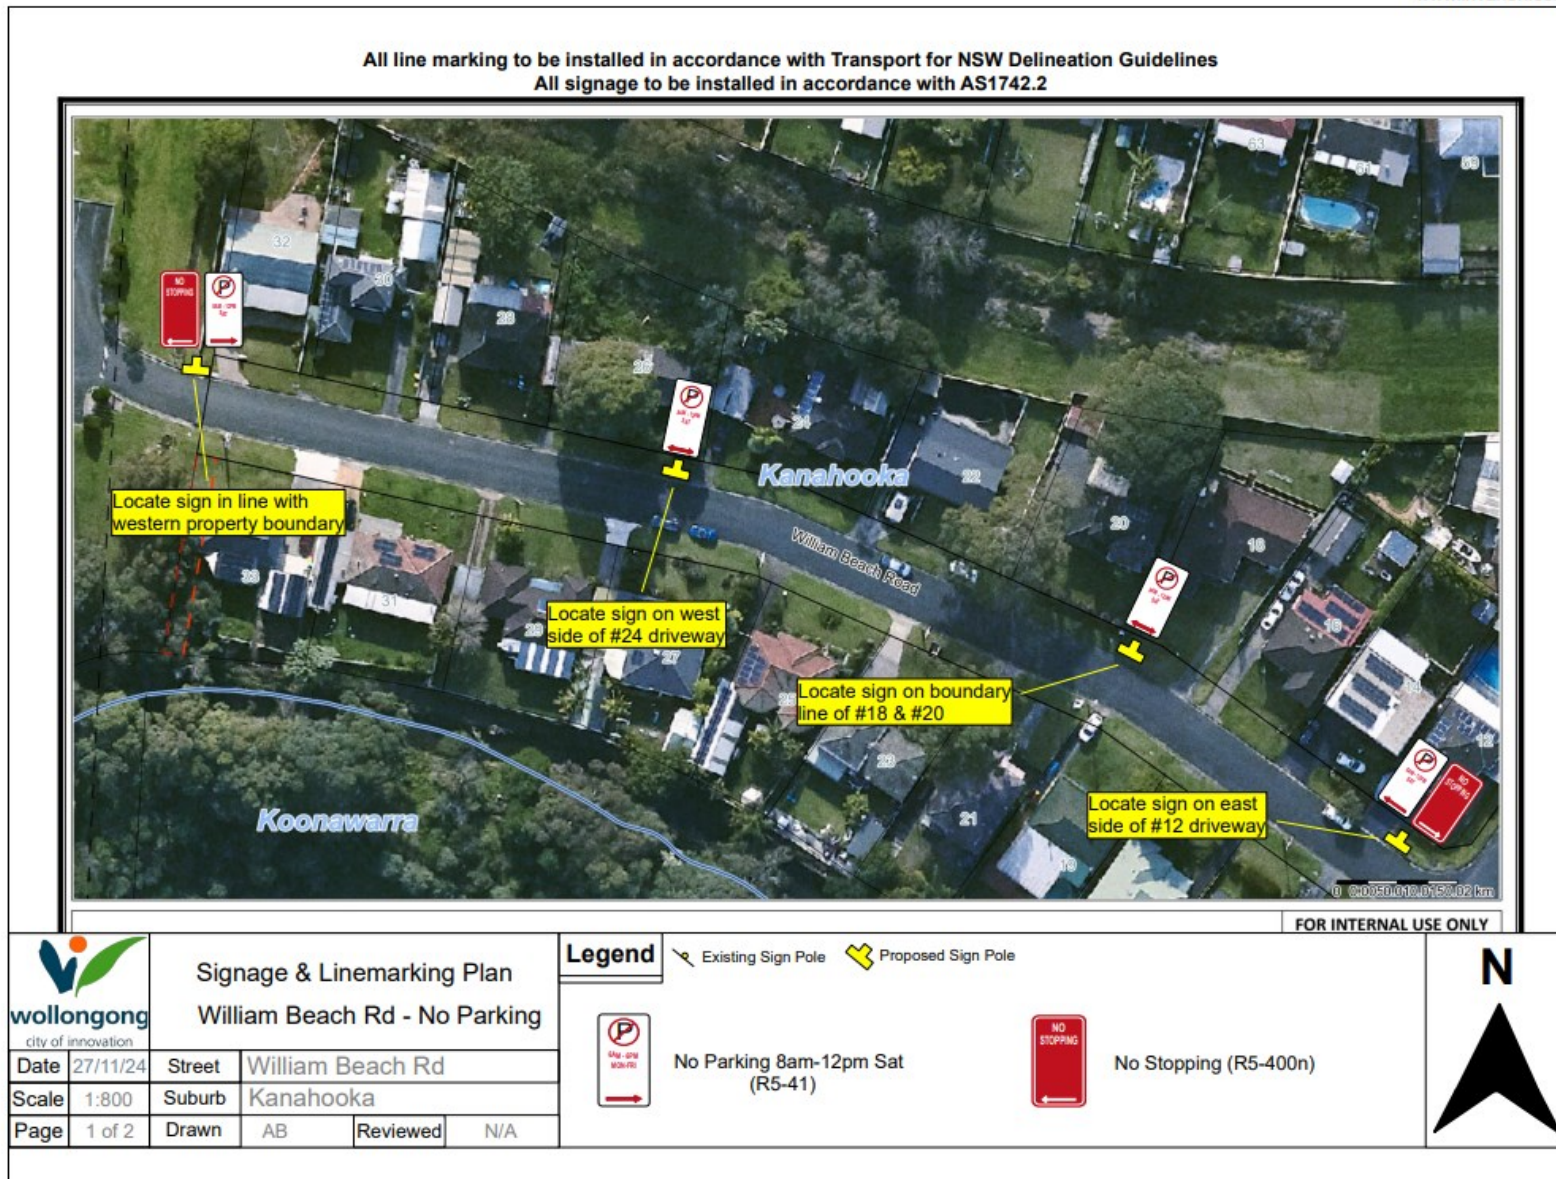 All line marking to be installed in accordance with Transport for NSW Delineation Guidelines
All signage to be installed in accordance with AS1742.2
63
61
59
32
30
NO
STOPPING
28
26
24
Kanahooka
22
20
18
William Beach Road
Locate sign in line with
western property boundary
33
31
29
Locate sign on west
side of #24 driveway
27
16
14
12
Locate sign on boundary
line of #18 & #20
25
23
NO
STOPPING
Koonawarra
21
19
Locate sign on east
side of #12 driveway
FOR INTERNAL USE ONLY
wollongong
city of innovation
Signage & Linemarking Plan
William Beach Rd - No Parking
Date 27/11/24 Street William Beach Rd
Scale 1:800 Suburb Kanahooka
Page 1 of 2 Drawn AB Reviewed N/A
Legend Existing Sign Pole Proposed Sign Pole
P
6AM - 6PM
MON-FRI
No Parking 8am-12pm Sat
(R5-41)
NO
STOPPING
No Stopping (R5-400n)
N